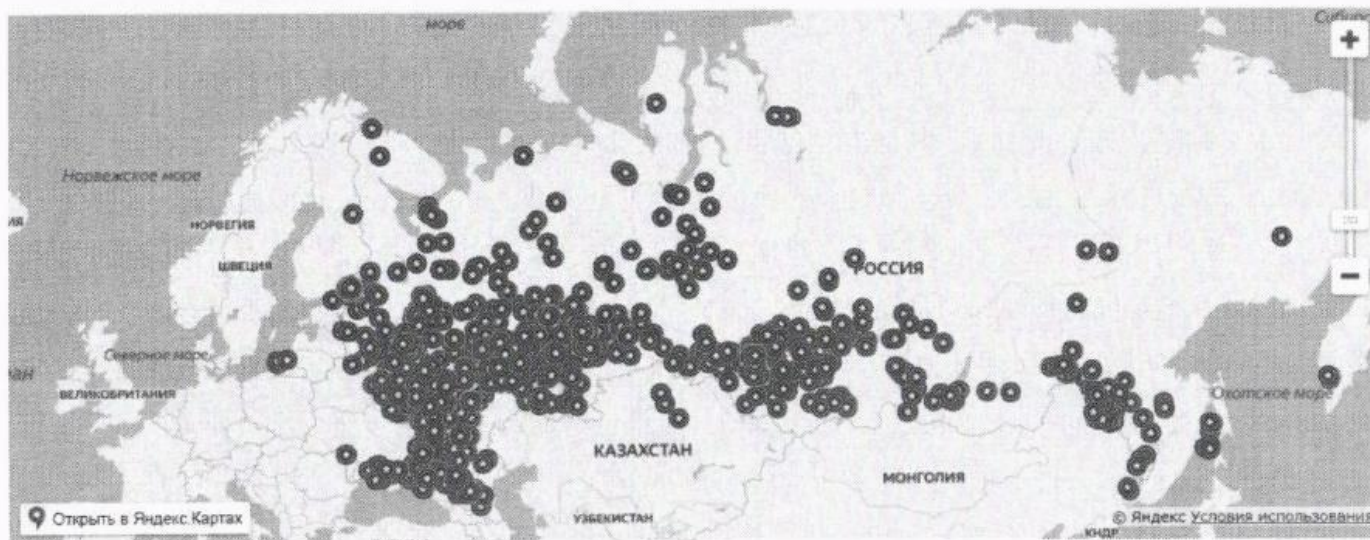 море
Норвежское море
НОРВЕГИЯ
ШВЕЦИЯ
РОССИЯ
Северное море
ВЕЛИКОБРИТАНИЯ
Охотское море
КАЗАХСТАН
МОНГОЛИЯ
Открыть в Яндекс.Картах
УЗБЕКИСТАН
© Яндекс Условия использования
КНДР